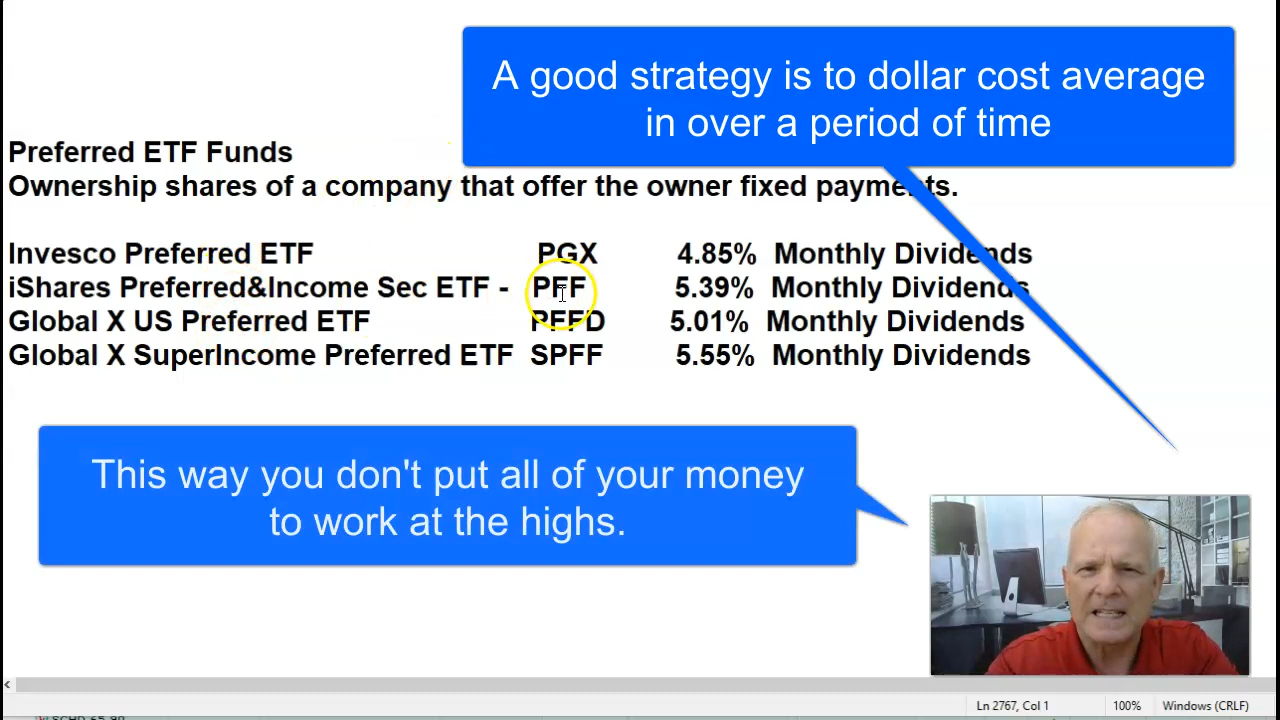 A good strategy is to dollar cost average
in over a period of time
Preferred ETF Funds
Ownership shares of a company that offer the owner fixed payments.
Invesco Preferred ETF PGX 4.85% Monthly Dividends
iShares Preferred&Income Sec ETF - PFF 5.39% Monthly Dividends
Global X US Preferred ETF PFFD 5.01% Monthly Dividends
Global X SuperIncome Preferred ETF SPFF 5.55% Monthly Dividends
This way you don't put all of your money
to work at the highs.
Ln 2767, Col 1 100% Windows (CRLF)